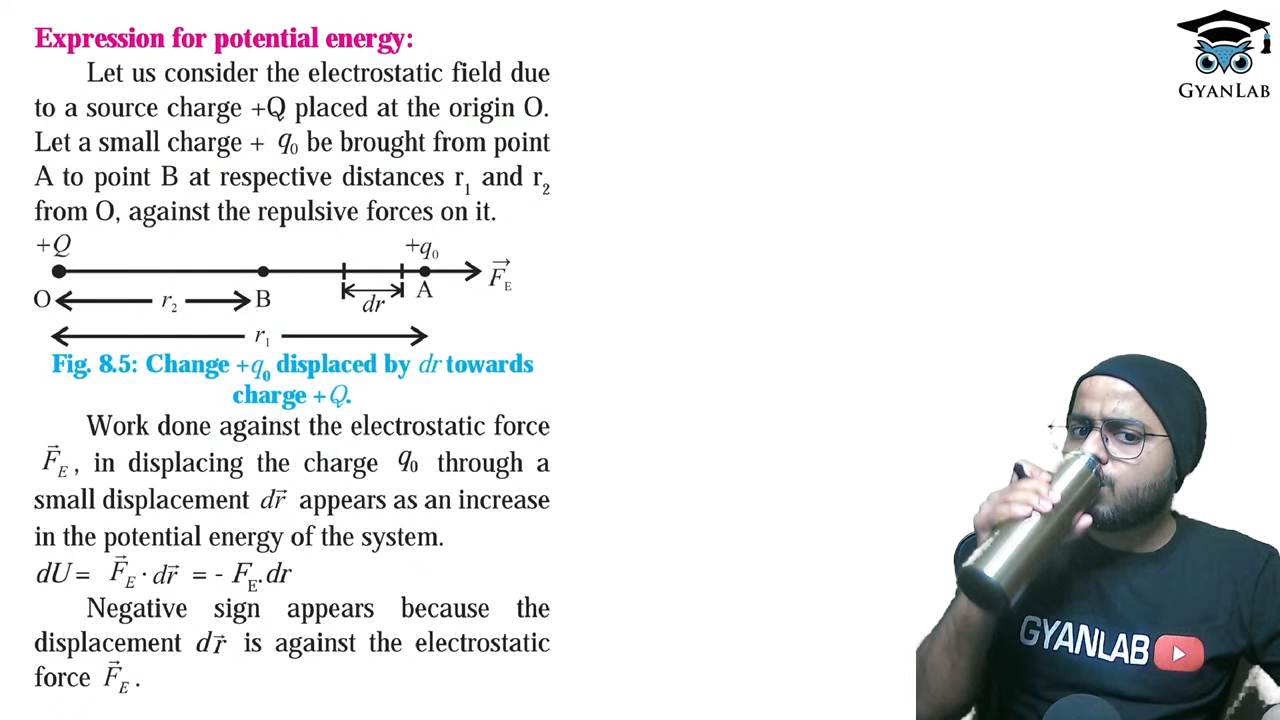 Expression for potential energy:
Let us consider the electrostatic field due
to a source charge +Q placed at the origin O.
Let a small charge + q₀ be brought from point
A to point B at respective distances r₁ and r₂
from O, against the repulsive forces on it.
+Q +q₀
F⃗_E
O r₂ B dr A
r₁
Fig. 8.5: Change +q₀ displaced by dr towards
charge +Q.
Work done against the electrostatic force
F⃗_E, in displacing the charge q₀ through a
small displacement dr⃗ appears as an increase
in the potential energy of the system.
dU = F⃗_E · dr⃗ = - F_E.dr
Negative sign appears because the
displacement dr⃗ is against the electrostatic
force F⃗_E.
GYANLAB
GYANLAB